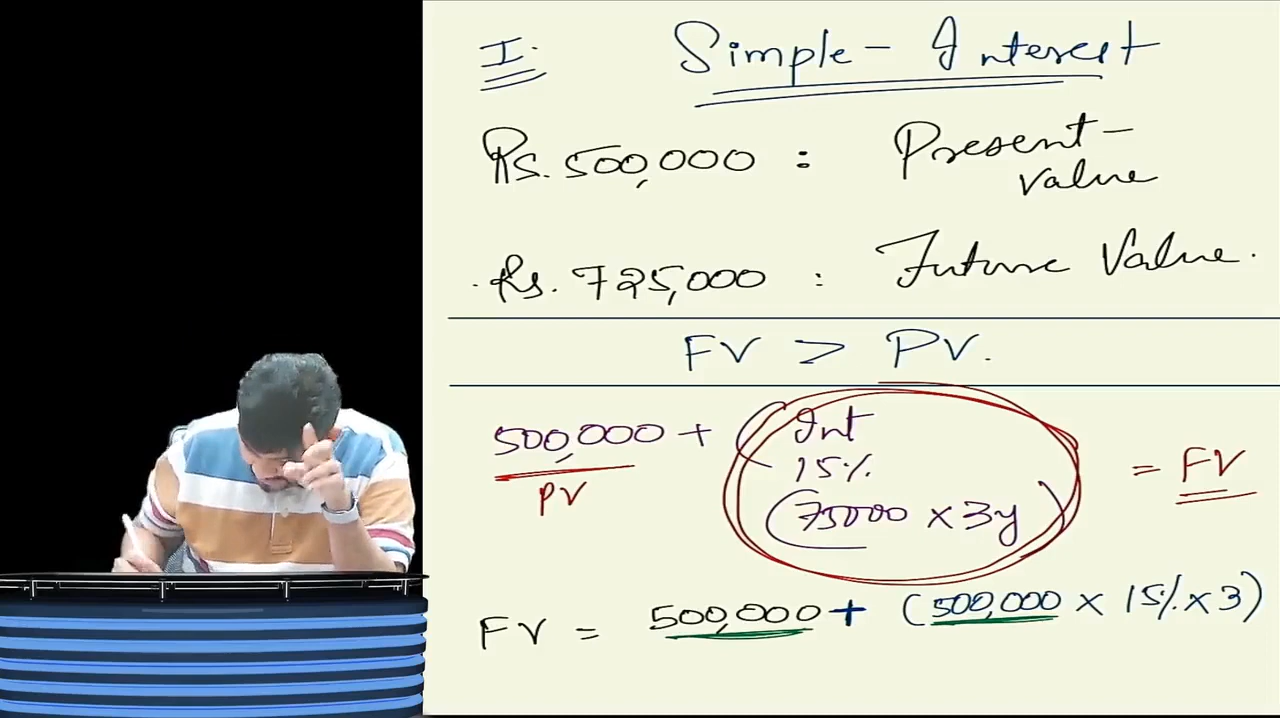 I. Simple-Interest
Rs. 500,000 : Present-
value
Rs. 725,000 : Future Value.
FV > PV.
500,000 + Int
15%
(75000 × 3y) = FV
PV
FV = 500,000 + (500,000 × 15% × 3)